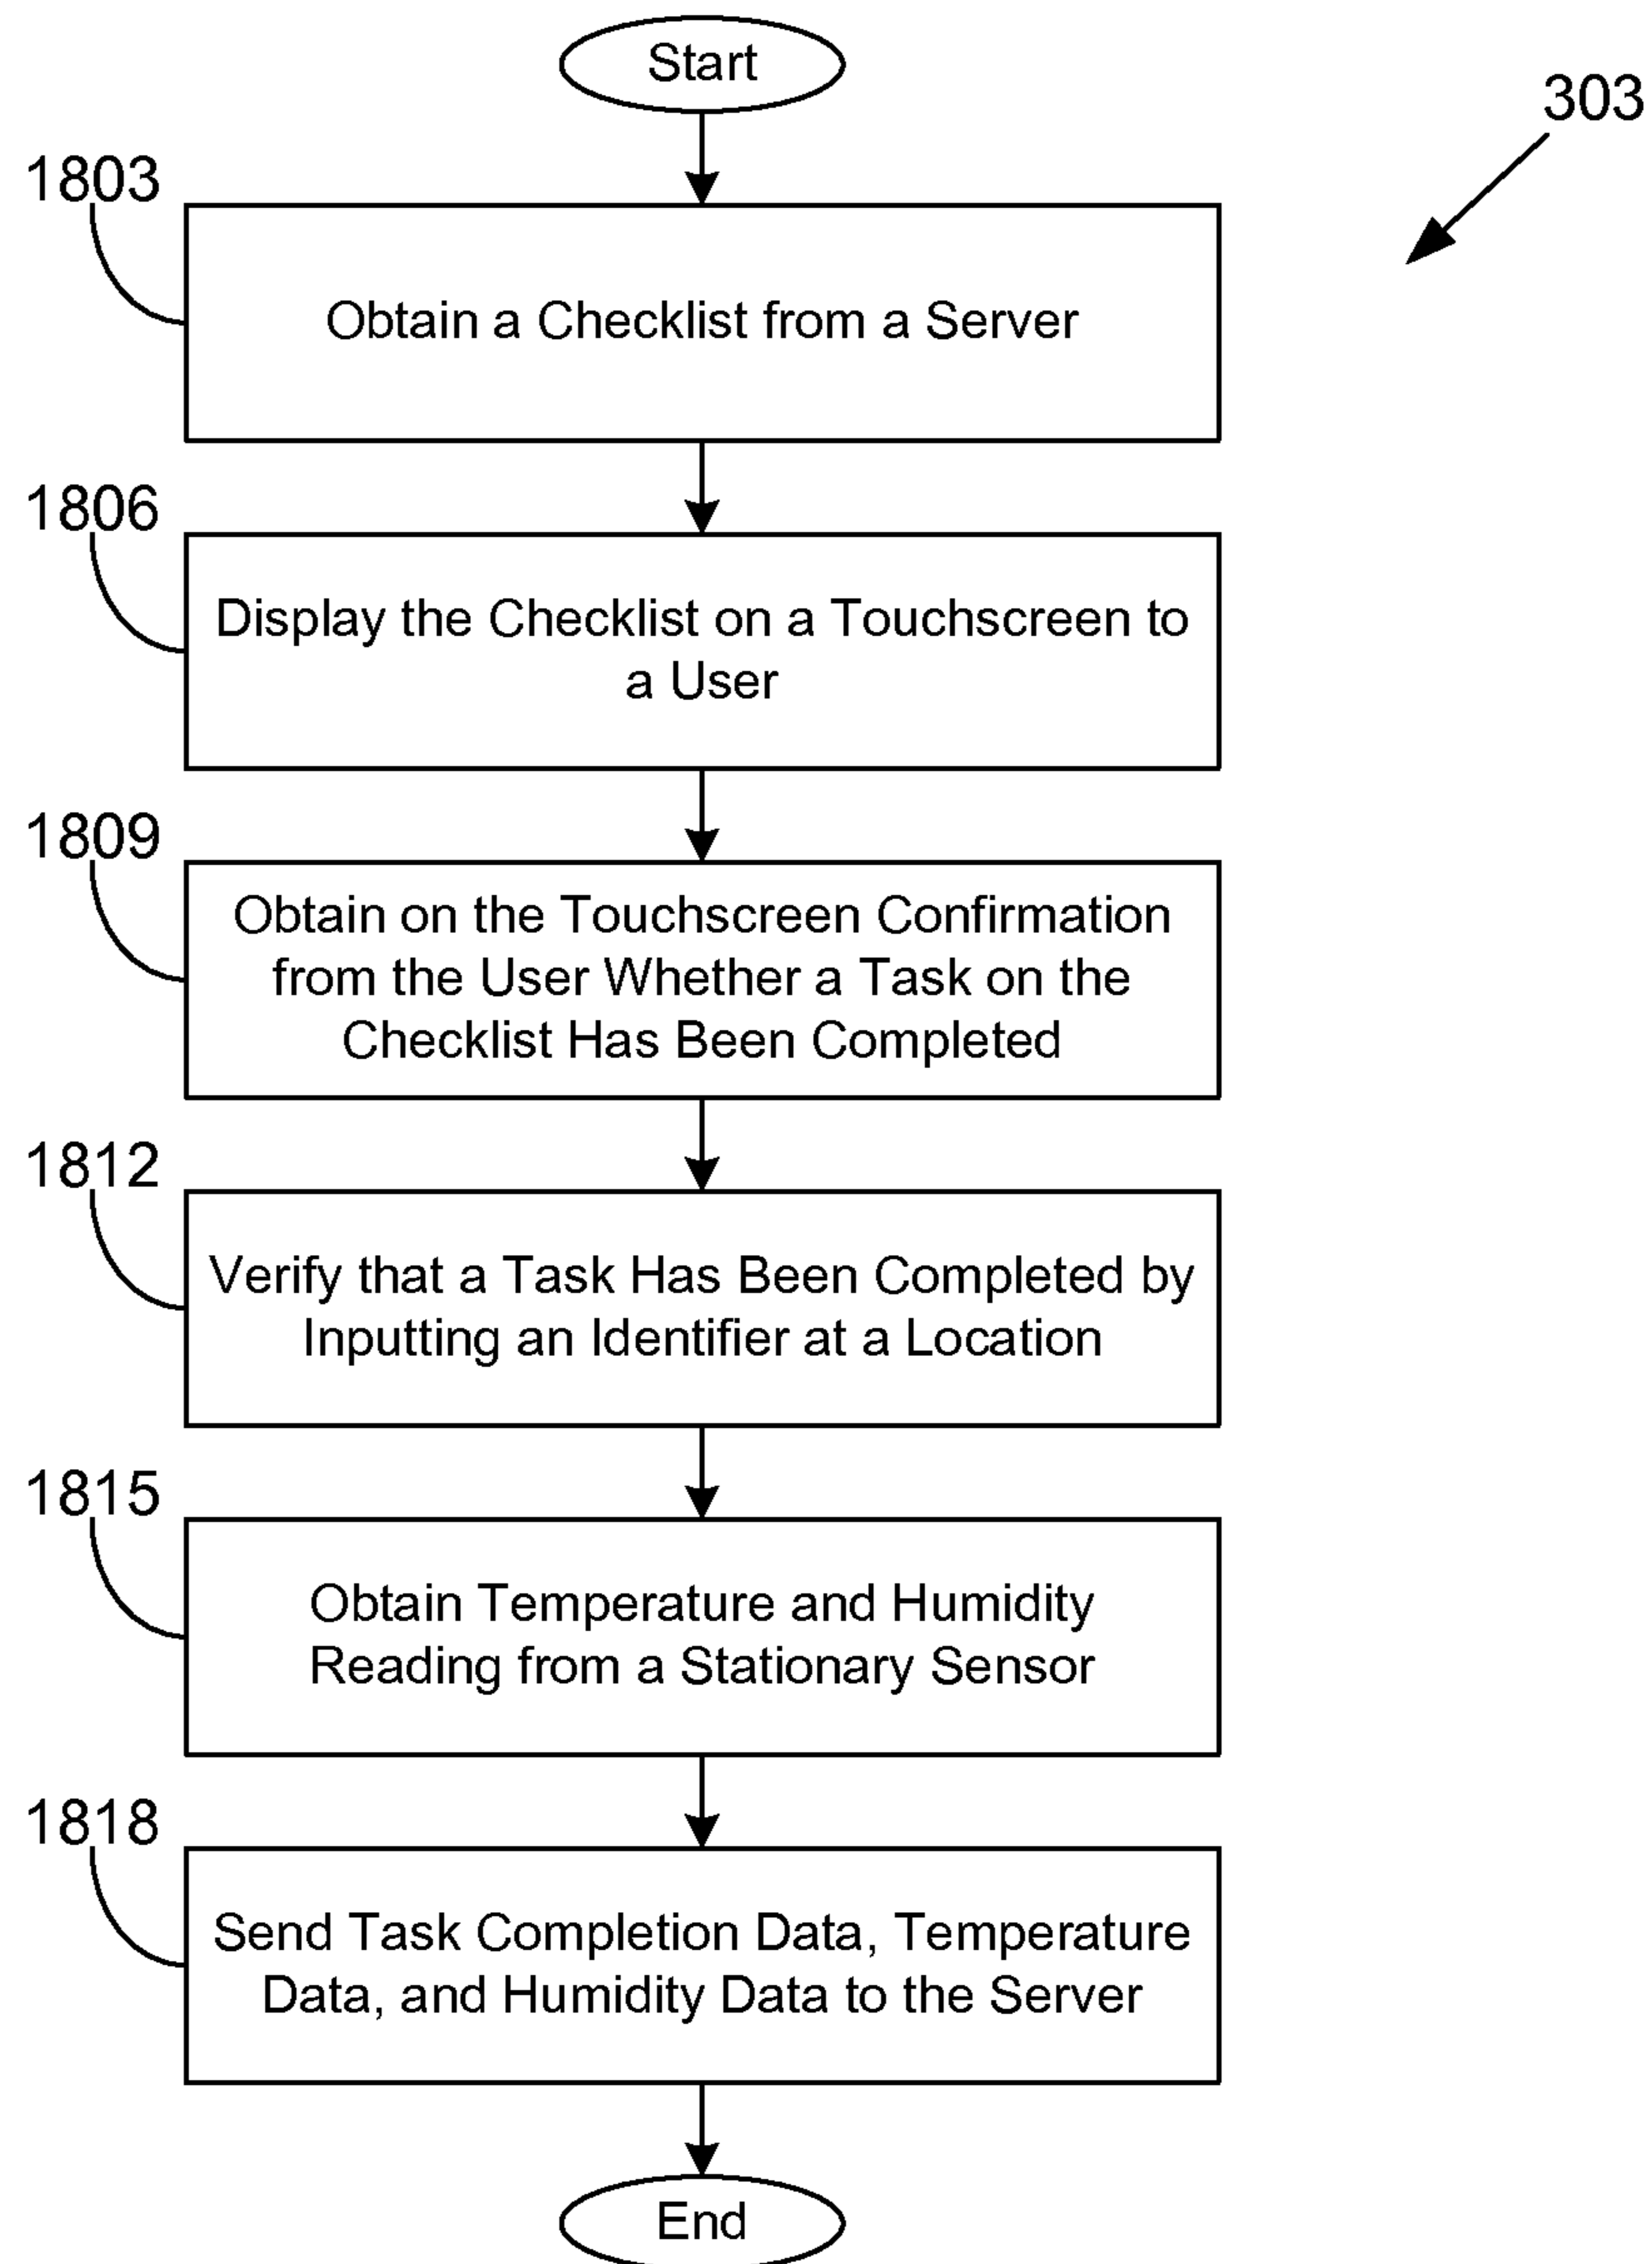 Start
303
1803
Obtain a Checklist from a Server
1806
Display the Checklist on a Touchscreen to
a User
1809
Obtain on the Touchscreen Confirmation
from the User Whether a Task on the
Checklist Has Been Completed
1812
Verify that a Task Has Been Completed by
Inputting an Identifier at a Location
1815
Obtain Temperature and Humidity
Reading from a Stationary Sensor
1818
Send Task Completion Data, Temperature
Data, and Humidity Data to the Server
End